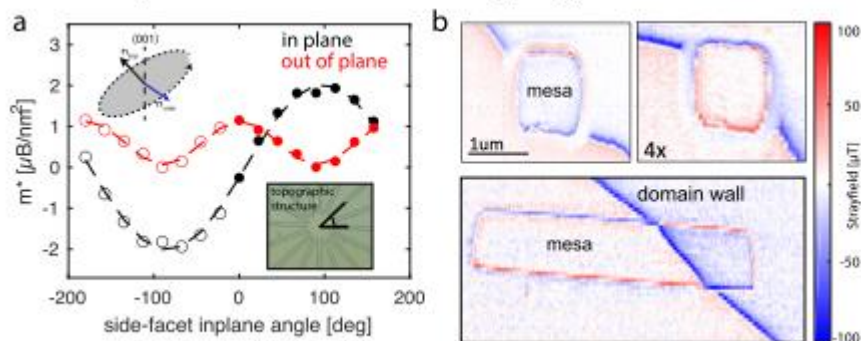 a
(001)
in plane
out of plane
3
2
1
0
-1
-2
m* [μB/nm²]
topographic
structure
-200
-100
0
100
200
side-facet inplane angle [deg]
b
mesa
1um
4x
domain wall
mesa
100
50
0
-50
-100
Strayfield [μT]